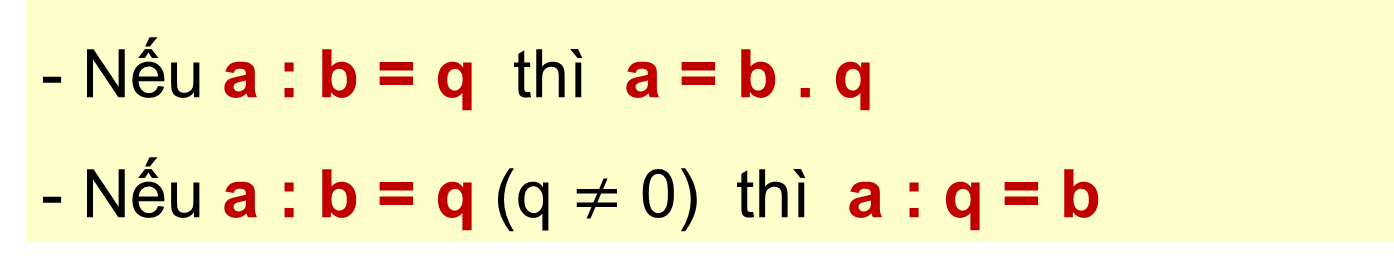 - Nếu a : b = q thì a = b . q
- Nếu a : b = q (q ≠ 0) thì a : q = b